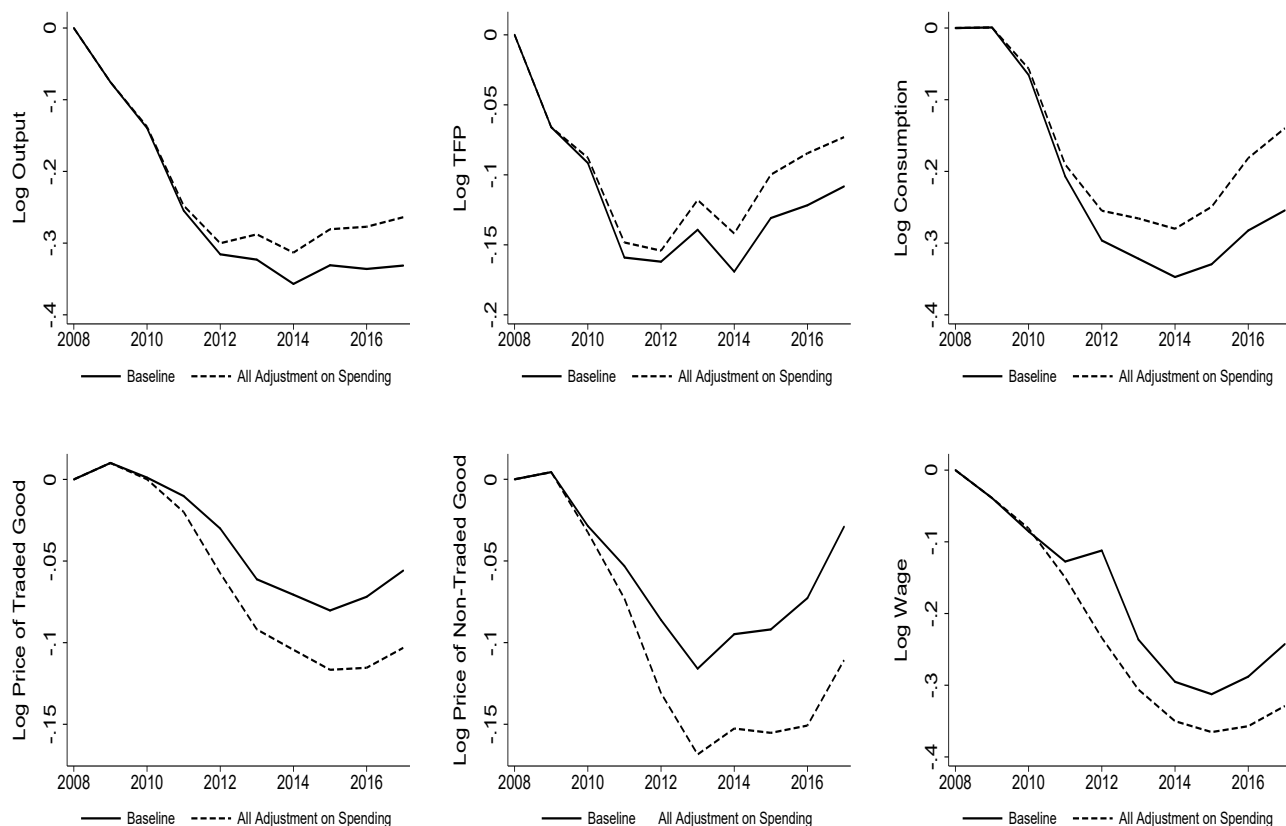 Log Output
0
-.1
-.2
-.3
-.4
2008 2010 2012 2014 2016
Baseline All Adjustment on Spending
Log TFP
0
-.05
-.1
-.15
-.2
2008 2010 2012 2014 2016
Baseline All Adjustment on Spending
Log Consumption
0
-.1
-.2
-.3
-.4
2008 2010 2012 2014 2016
Baseline All Adjustment on Spending
Log Price of Traded Good
0
-.05
-.1
-.15
2008 2010 2012 2014 2016
Baseline All Adjustment on Spending
Log Price of Non-Traded Good
0
-.05
-.1
-.15
2008 2010 2012 2014 2016
Baseline All Adjustment on Spending
Log Wage
0
-.1
-.2
-.3
-.4
2008 2010 2012 2014 2016
Baseline All Adjustment on Spending